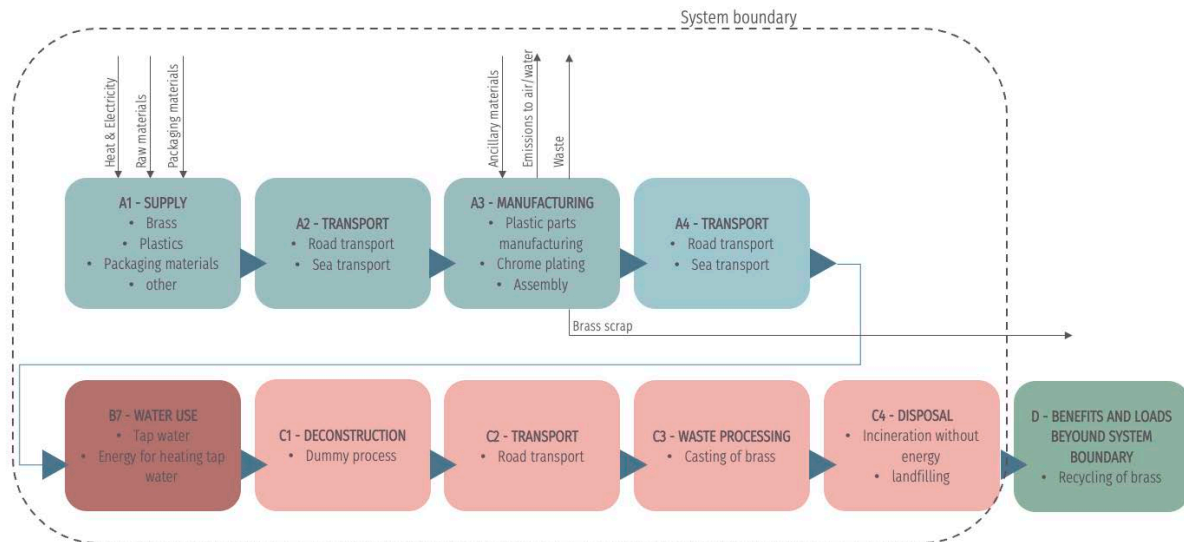 System boundary
Heat & Electricity
Raw materials
Packaging materials
Ancillary materials
Emissions to air/water
Waste
A1 - SUPPLY
• Brass
• Plastics
• Packaging materials
• other
A2 - TRANSPORT
• Road transport
• Sea transport
A3 - MANUFACTURING
• Plastic parts
manufacturing
• Chrome plating
• Assembly
A4 - TRANSPORT
• Road transport
• Sea transport
Brass scrap
B7 - WATER USE
• Tap water
• Energy for heating tap
water
C1 - DECONSTRUCTION
• Dummy process
C2 - TRANSPORT
• Road transport
C3 - WASTE PROCESSING
• Casting of brass
C4 - DISPOSAL
• Incineration without
energy
• landfilling
D - BENEFITS AND LOADS
BEYOUND SYSTEM
BOUNDARY
• Recycling of brass